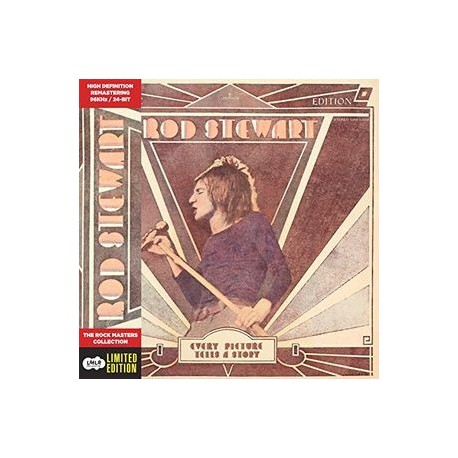 HIGH DEFINITION
REMASTERING
96KHz / 24-BIT
ROD STEWART
THE ROCK MASTERS
COLLECTION
LMLR
LIMITED
EDITION
EDITION
ROD STEWART
EVERY PICTURE
TELLS A STORY